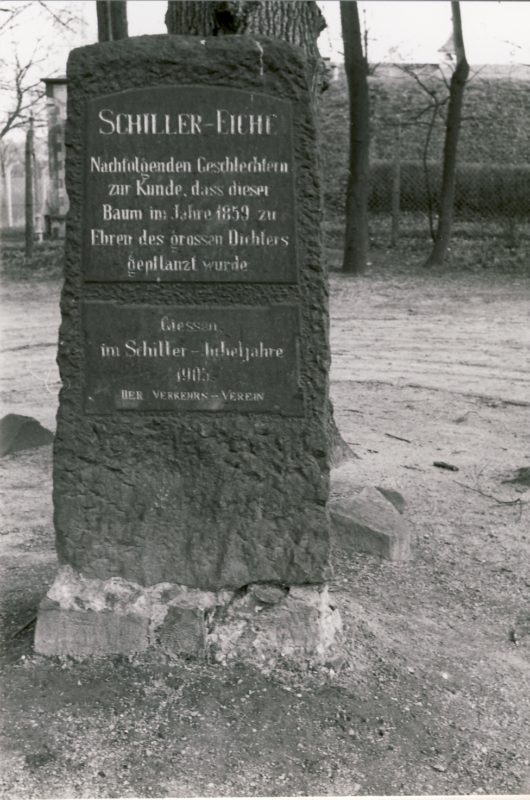 SCHILLER-EICHE
Nachfolgenden Geschlechtern
zur Kunde, dass dieser
Baum im Jahre 1859 zu
Ehren des grossen Dichters
gepflanzt wurde
Giessen,
im Schiller-Jubeljahre
1905.
DER VERKEHRS-VEREIN